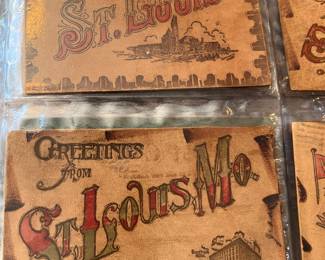 ST. LOUIS
GREETINGS
FROM
ST. LOUIS, MO.